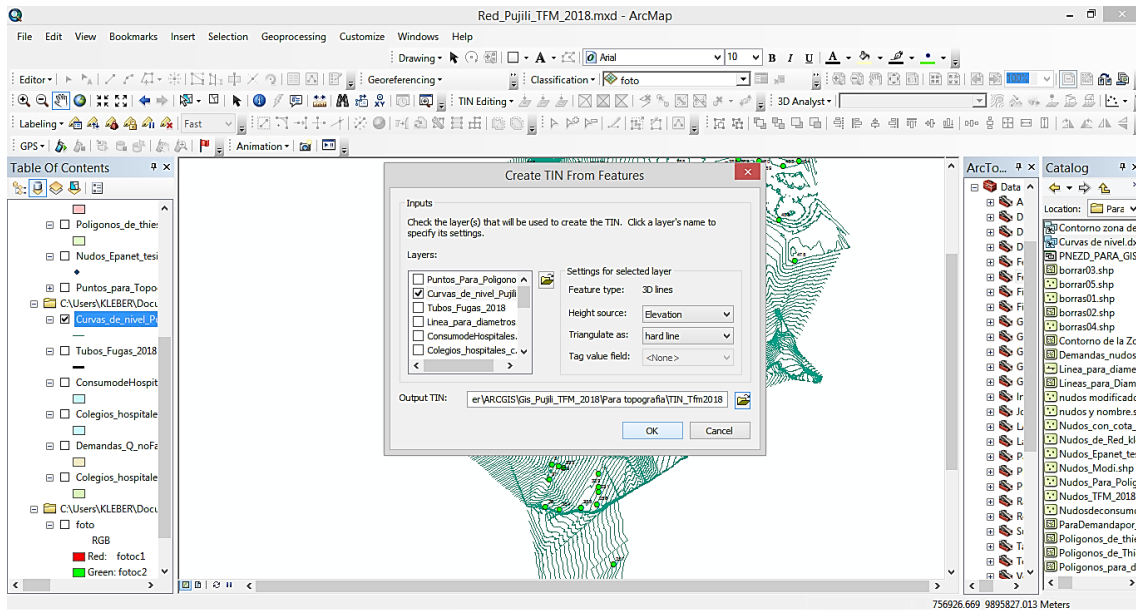 Red_Pujili_TFM_2018.mxd - ArcMap
File Edit View Bookmarks Insert Selection Geoprocessing Customize Windows Help
Drawing Arial 10 B I U A
Editor Georeferencing Classification foto
TIN Editing 3D Analyst
Labeling Fast
GPS Animation
Table Of Contents
Poligonos_de_thies
Nudos_Epanet_tesi
Puntos_para_Topo
C:\Users\KLEBER\Docu
Curvas_de_nivel_P
Tubos_Fugas_2018
ConsumodeHospit
Colegios_hospitale
Demandas_Q_noFa
Colegios_hospitale
C:\Users\KLEBER\Docu
foto
RGB
Red: fotoc1
Green: fotoc2
Create TIN From Features
Inputs
Check the layer(s) that will be used to create the TIN. Click a layer's name to
specify its settings.
Layers:
Puntos_Para_Poligono
Curvas_de_nivel_Pujili
Tubos_Fugas_2018
Linea_para_diametros
ConsumodeHospitales.
Colegios_hospitales_c.
Settings for selected layer
Feature type: 3D lines
Height source: Elevation
Triangulate as: hard line
Tag value field: <None>
Output TIN: er\ARCGIS\Gis_Pujili_TFM_2018\Para topografia\TIN_Tfm2018
OK Cancel
ArcTo...
Data
A
C
D
D
F
F
Fi
Fi
G
G
G
G
In
Jo
L
L
P
P
P
R
R
S
T
T
V
Catalog
Location: Para
Contorno zona de
Curvas de nivel.dx
PNEZD_PARA_GIS
borrar03.shp
borrar05.shp
borras01.shp
borras02.shp
borras04.shp
Contorno de la Zo
Demandas_nudos
Linea_para_diame
Lineas_para_Diam
nudos modificado
nudos y nombre.s
Nudos_con_cota_
Nudos_de_Red_kl
Nudos_Epanet_tes
Nudos_Modi.shp
Nudos_Para_Polig
Nudos_TFM_2018
Nudosdeconsumo
ParaDemandapor_
Poligonos_de_thie
Poligonos_de_Thi
Poligonos_para_d
756926.669 9895827.013 Meters